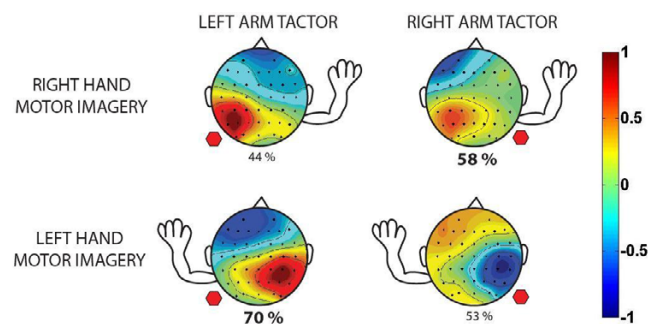 LEFT ARM TACTOR
RIGHT ARM TACTOR
RIGHT HAND
MOTOR IMAGERY
44 %
58 %
LEFT HAND
MOTOR IMAGERY
70 %
53 %
1
0.5
0
-0.5
-1